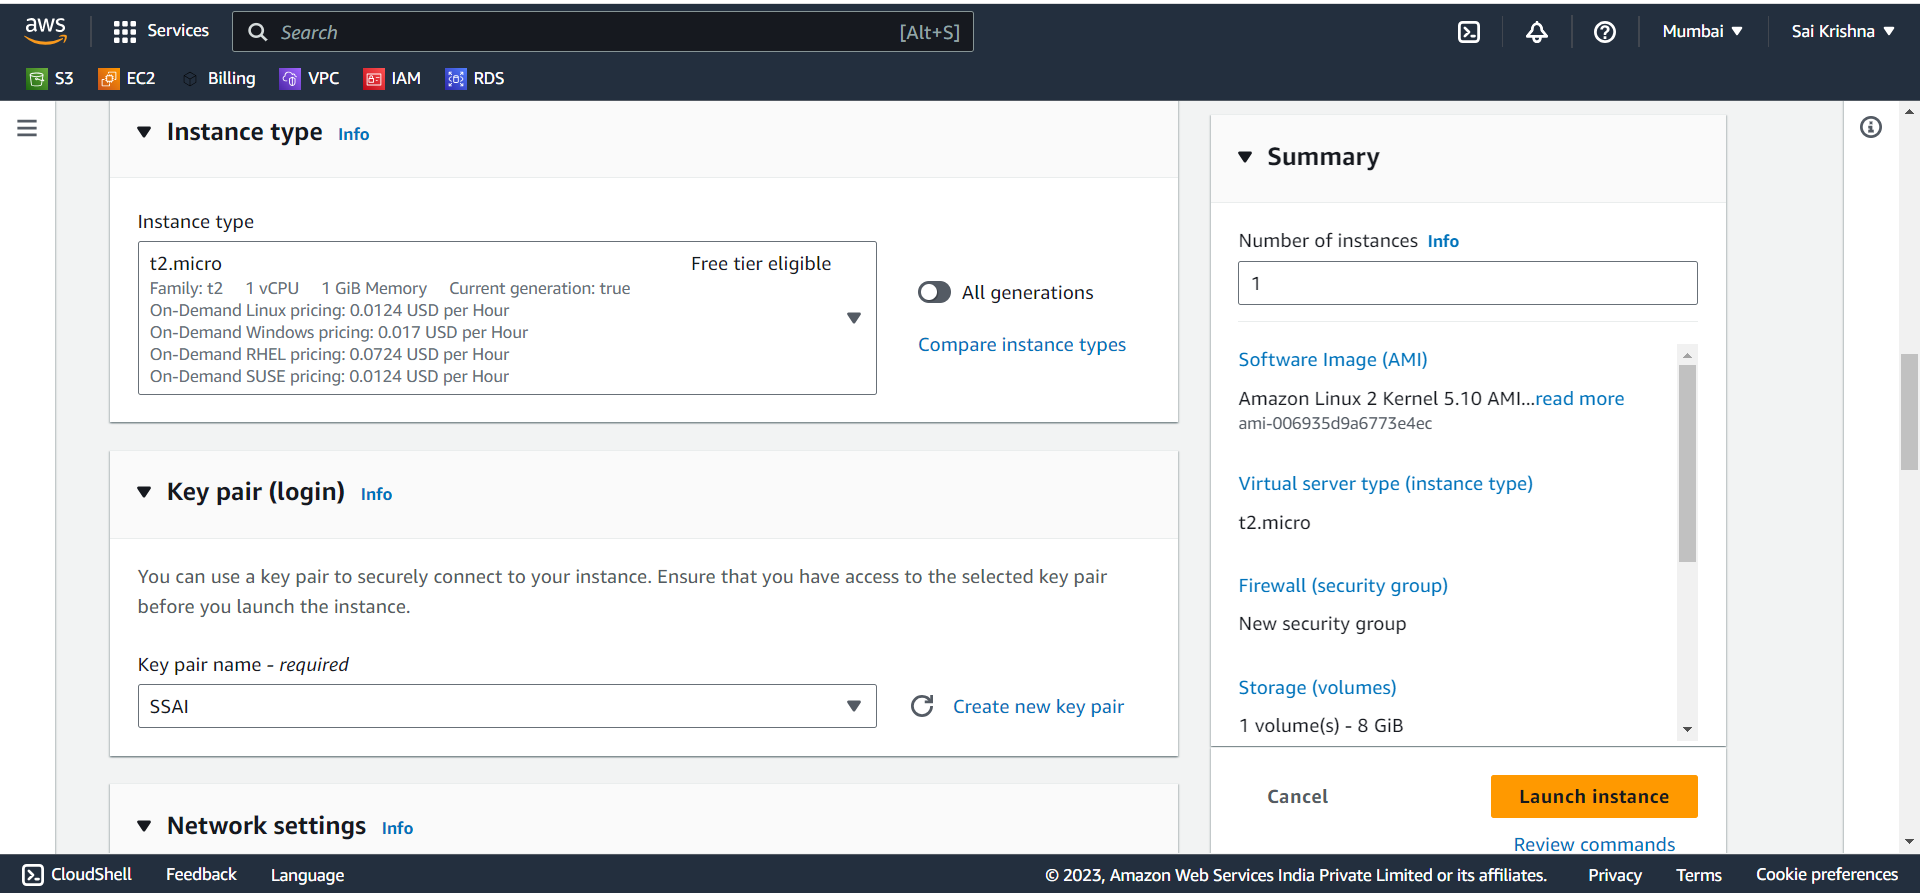 aws
Services
Search [Alt+S]
Mumbai
Sai Krishna
S3
EC2
Billing
VPC
IAM
RDS
Instance type Info
Instance type
t2.micro Free tier eligible
Family: t2 1 vCPU 1 GiB Memory Current generation: true
On-Demand Linux pricing: 0.0124 USD per Hour
On-Demand Windows pricing: 0.017 USD per Hour
On-Demand RHEL pricing: 0.0724 USD per Hour
On-Demand SUSE pricing: 0.0124 USD per Hour
All generations
Compare instance types
Key pair (login) Info
You can use a key pair to securely connect to your instance. Ensure that you have access to the selected key pair
before you launch the instance.
Key pair name - required
SSAI
Create new key pair
Network settings Info
Summary
Number of instances Info
1
Software Image (AMI)
Amazon Linux 2 Kernel 5.10 AMI...read more
ami-006935d9a6773e4ec
Virtual server type (instance type)
t2.micro
Firewall (security group)
New security group
Storage (volumes)
1 volume(s) - 8 GiB
Cancel
Launch instance
Review commands
CloudShell
Feedback
Language
© 2023, Amazon Web Services India Private Limited or its affiliates.
Privacy
Terms
Cookie preferences